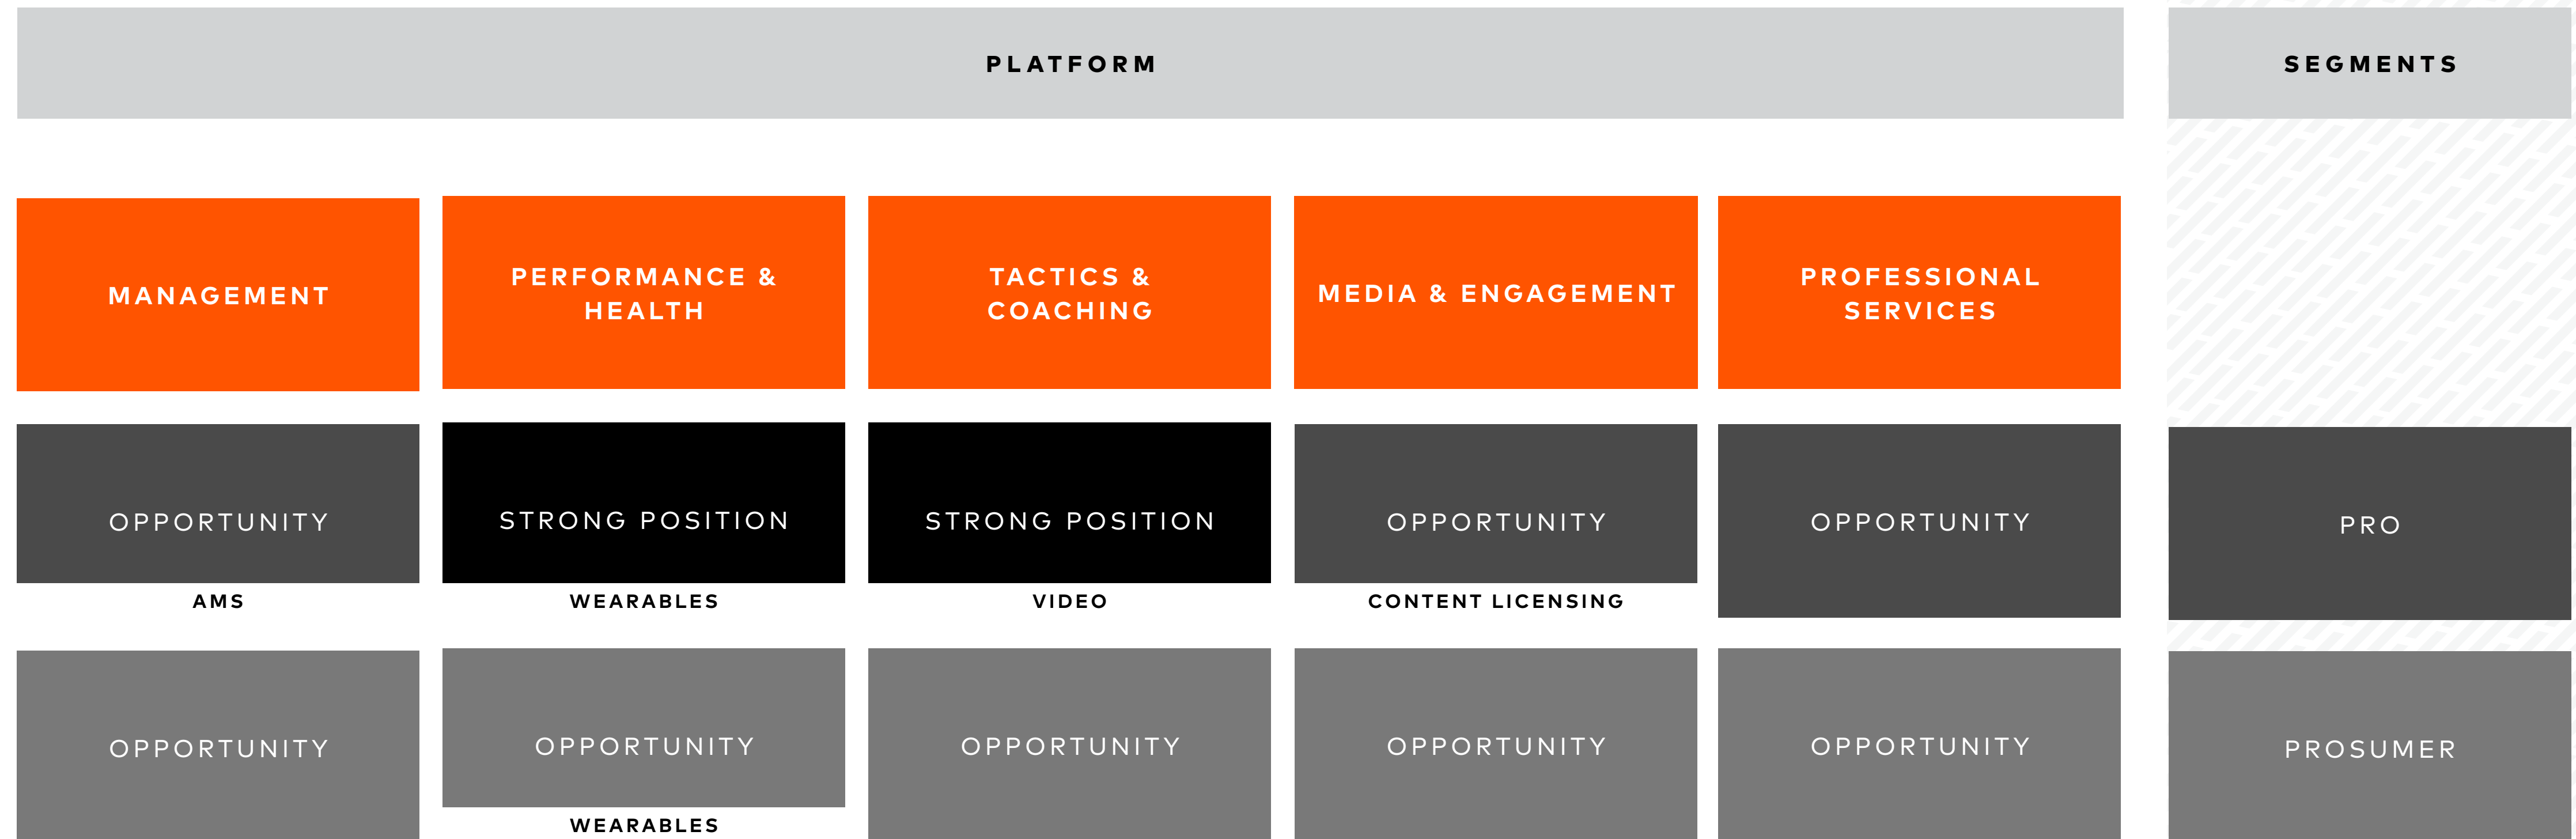 PLATFORM
SEGMENTS
MANAGEMENT
PERFORMANCE &
HEALTH
TACTICS &
COACHING
MEDIA & ENGAGEMENT
PROFESSIONAL
SERVICES
OPPORTUNITY
STRONG POSITION
STRONG POSITION
OPPORTUNITY
OPPORTUNITY
PRO
AMS
WEARABLES
VIDEO
CONTENT LICENSING
OPPORTUNITY
OPPORTUNITY
OPPORTUNITY
OPPORTUNITY
OPPORTUNITY
PROSUMER
WEARABLES